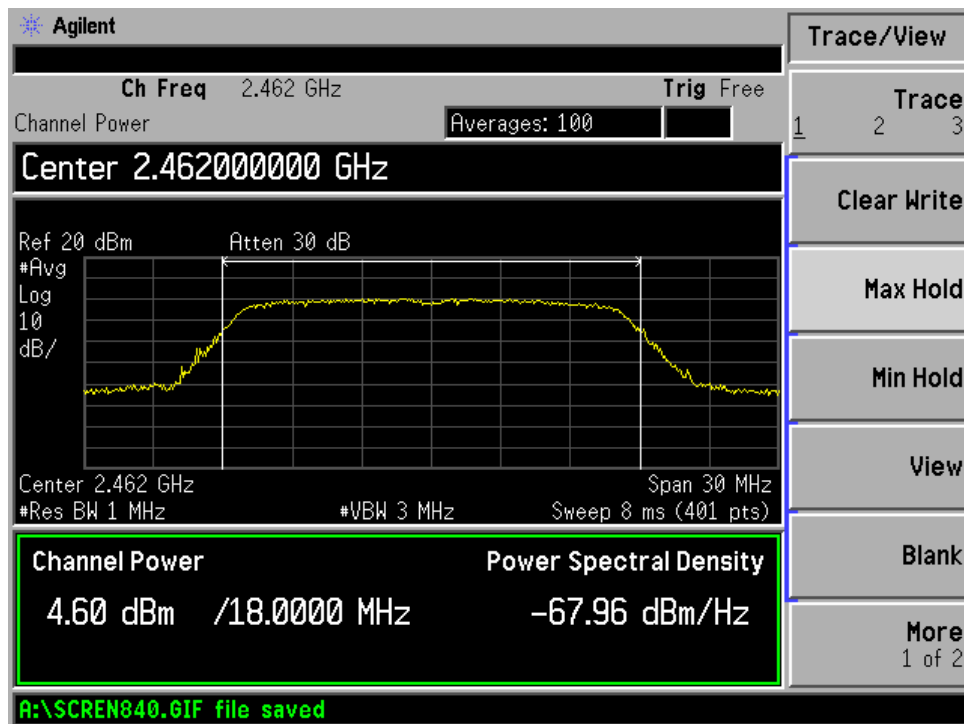 Agilent
Ch Freq 2.462 GHz Trig Free
Channel Power Averages: 100
Center 2.462000000 GHz
Ref 20 dBm Atten 30 dB
#Avg
Log
10
dB/
Center 2.462 GHz Span 30 MHz
#Res BW 1 MHz #VBW 3 MHz Sweep 8 ms (401 pts)
Channel Power Power Spectral Density
4.60 dBm /18.0000 MHz -67.96 dBm/Hz
A:\SCREN840.GIF file saved
Trace/View
Trace
1 2 3
Clear Write
Max Hold
Min Hold
View
Blank
More
1 of 2